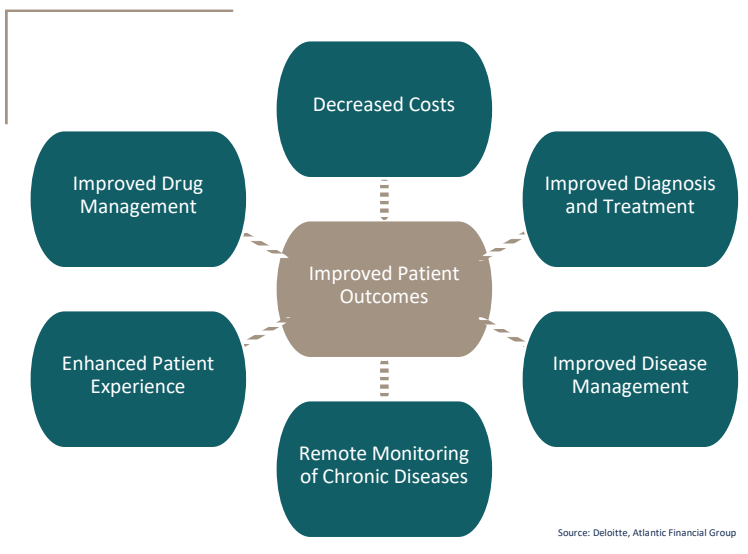 Decreased Costs
Improved Drug
Management
Improved Diagnosis
and Treatment
Improved Patient
Outcomes
Enhanced Patient
Experience
Improved Disease
Management
Remote Monitoring
of Chronic Diseases
Source: Deloitte, Atlantic Financial Group